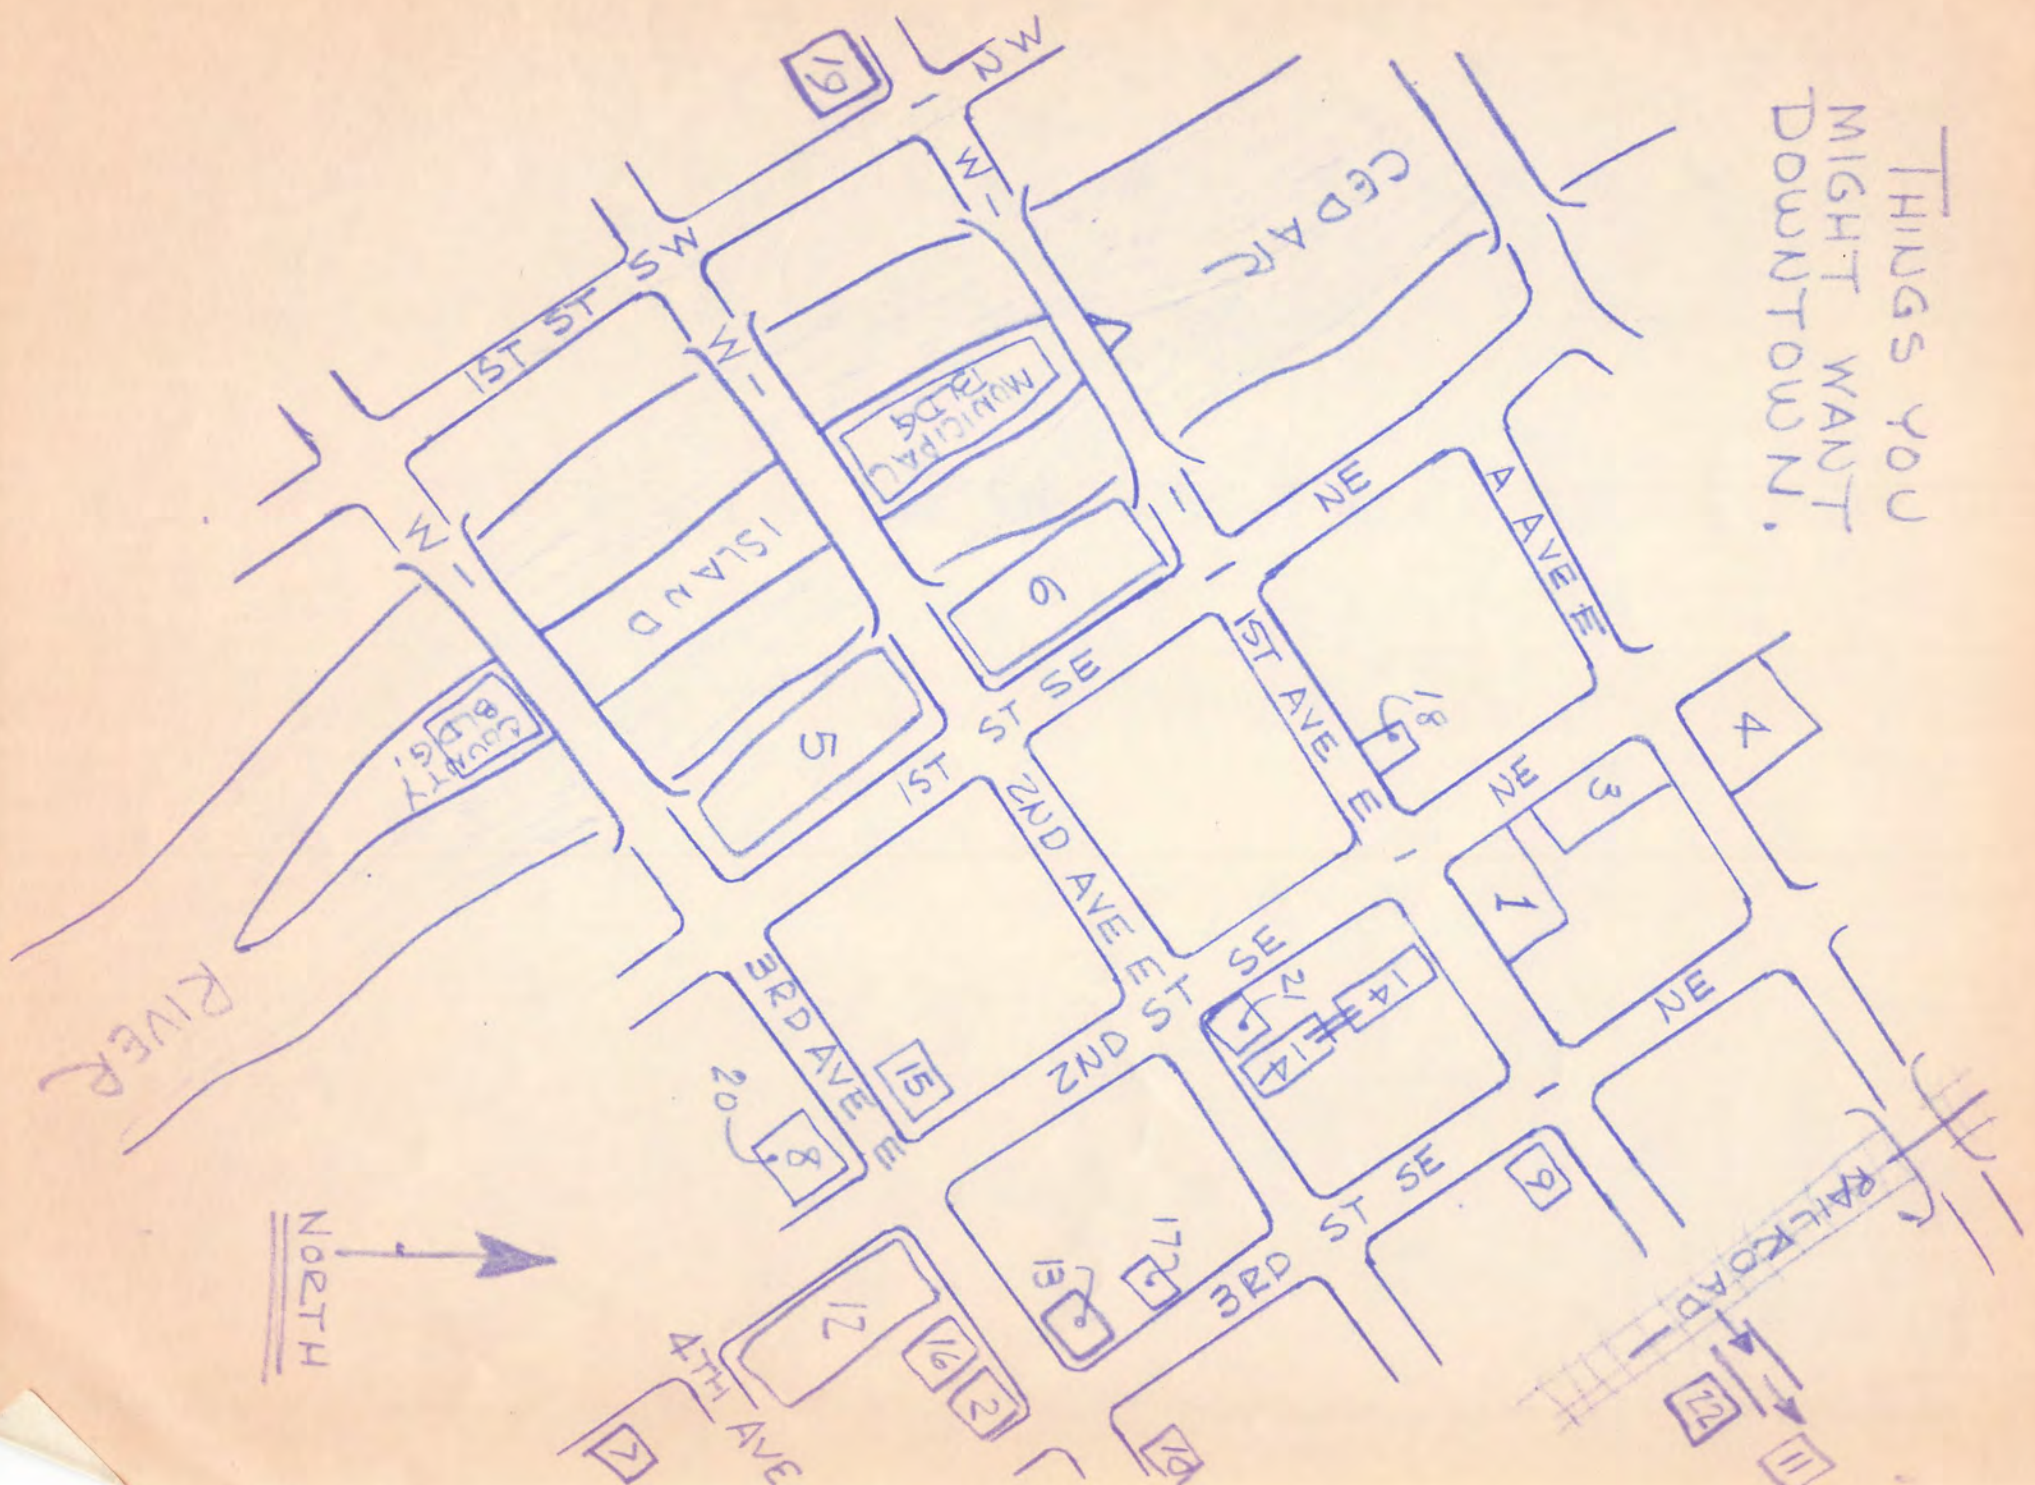 THINGS YOU
MIGHT WANT
DOWNTOWN.
19
NW
W
CEDAR
SW
W
1ST ST
MUNICIPAL
BLDG
W
ISLAND
NE
A AVE E
6
1ST AVE E
18
4
COUNTY
BLDG.
5
1ST ST SE
2ND AVE E
NE
3
1
RIVER
3RD AVE E
SE
21
14
14
2ND ST
NE
15
20
8
SE
9
RAILROAD
NORTH
12
13
17
3RD ST
16
2
4TH AVE
7
10
22
11